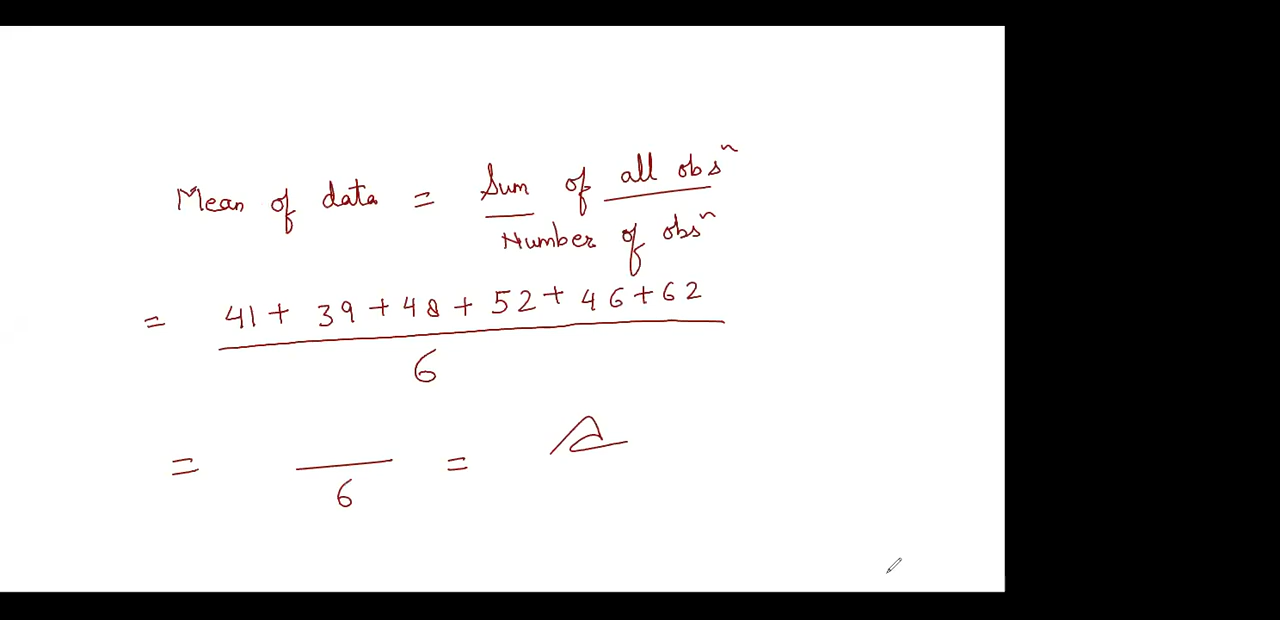 Mean of data = Sum of all obsⁿ
Number of obsⁿ
= 41 + 39 + 48 + 52 + 46 + 62
6
= =
6